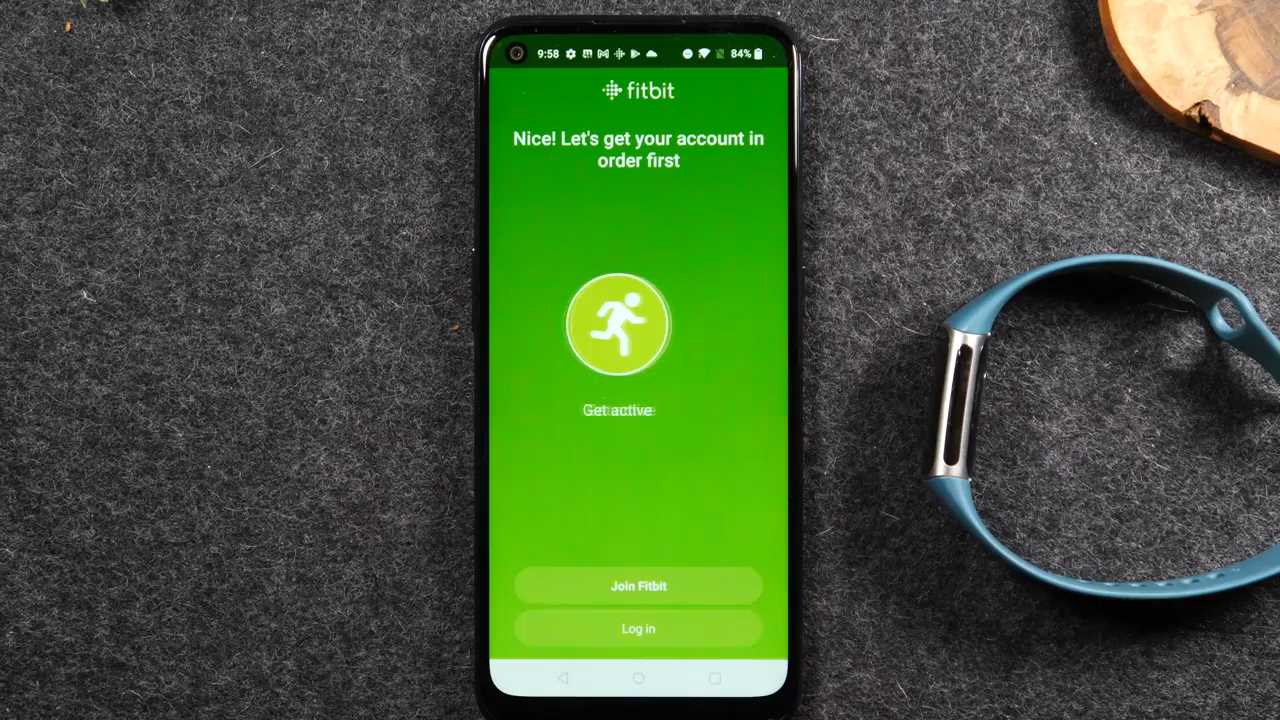 9:58
84%
fitbit
Nice! Let's get your account in
order first
Get active
Join Fitbit
Log in